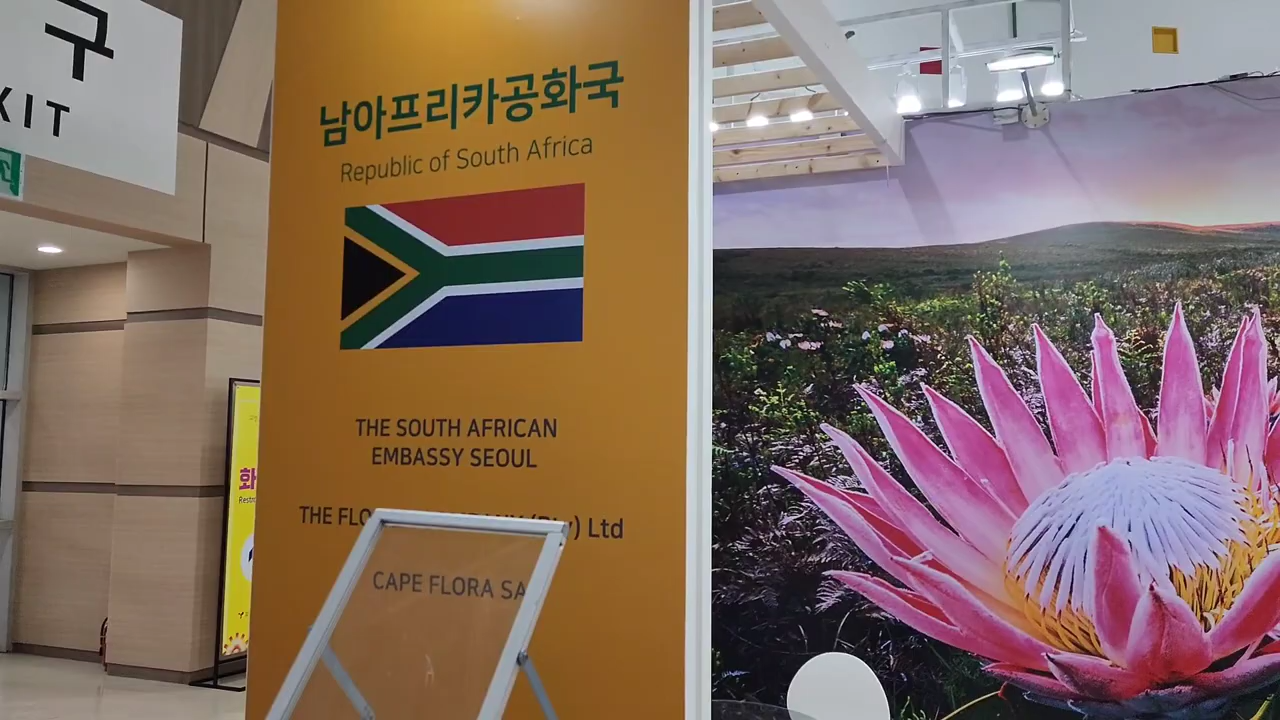 구
남아프리카공화국
Republic of South Africa
THE SOUTH AFRICAN
EMBASSY SEOUL
THE Ltd
CAPE FLORA SA